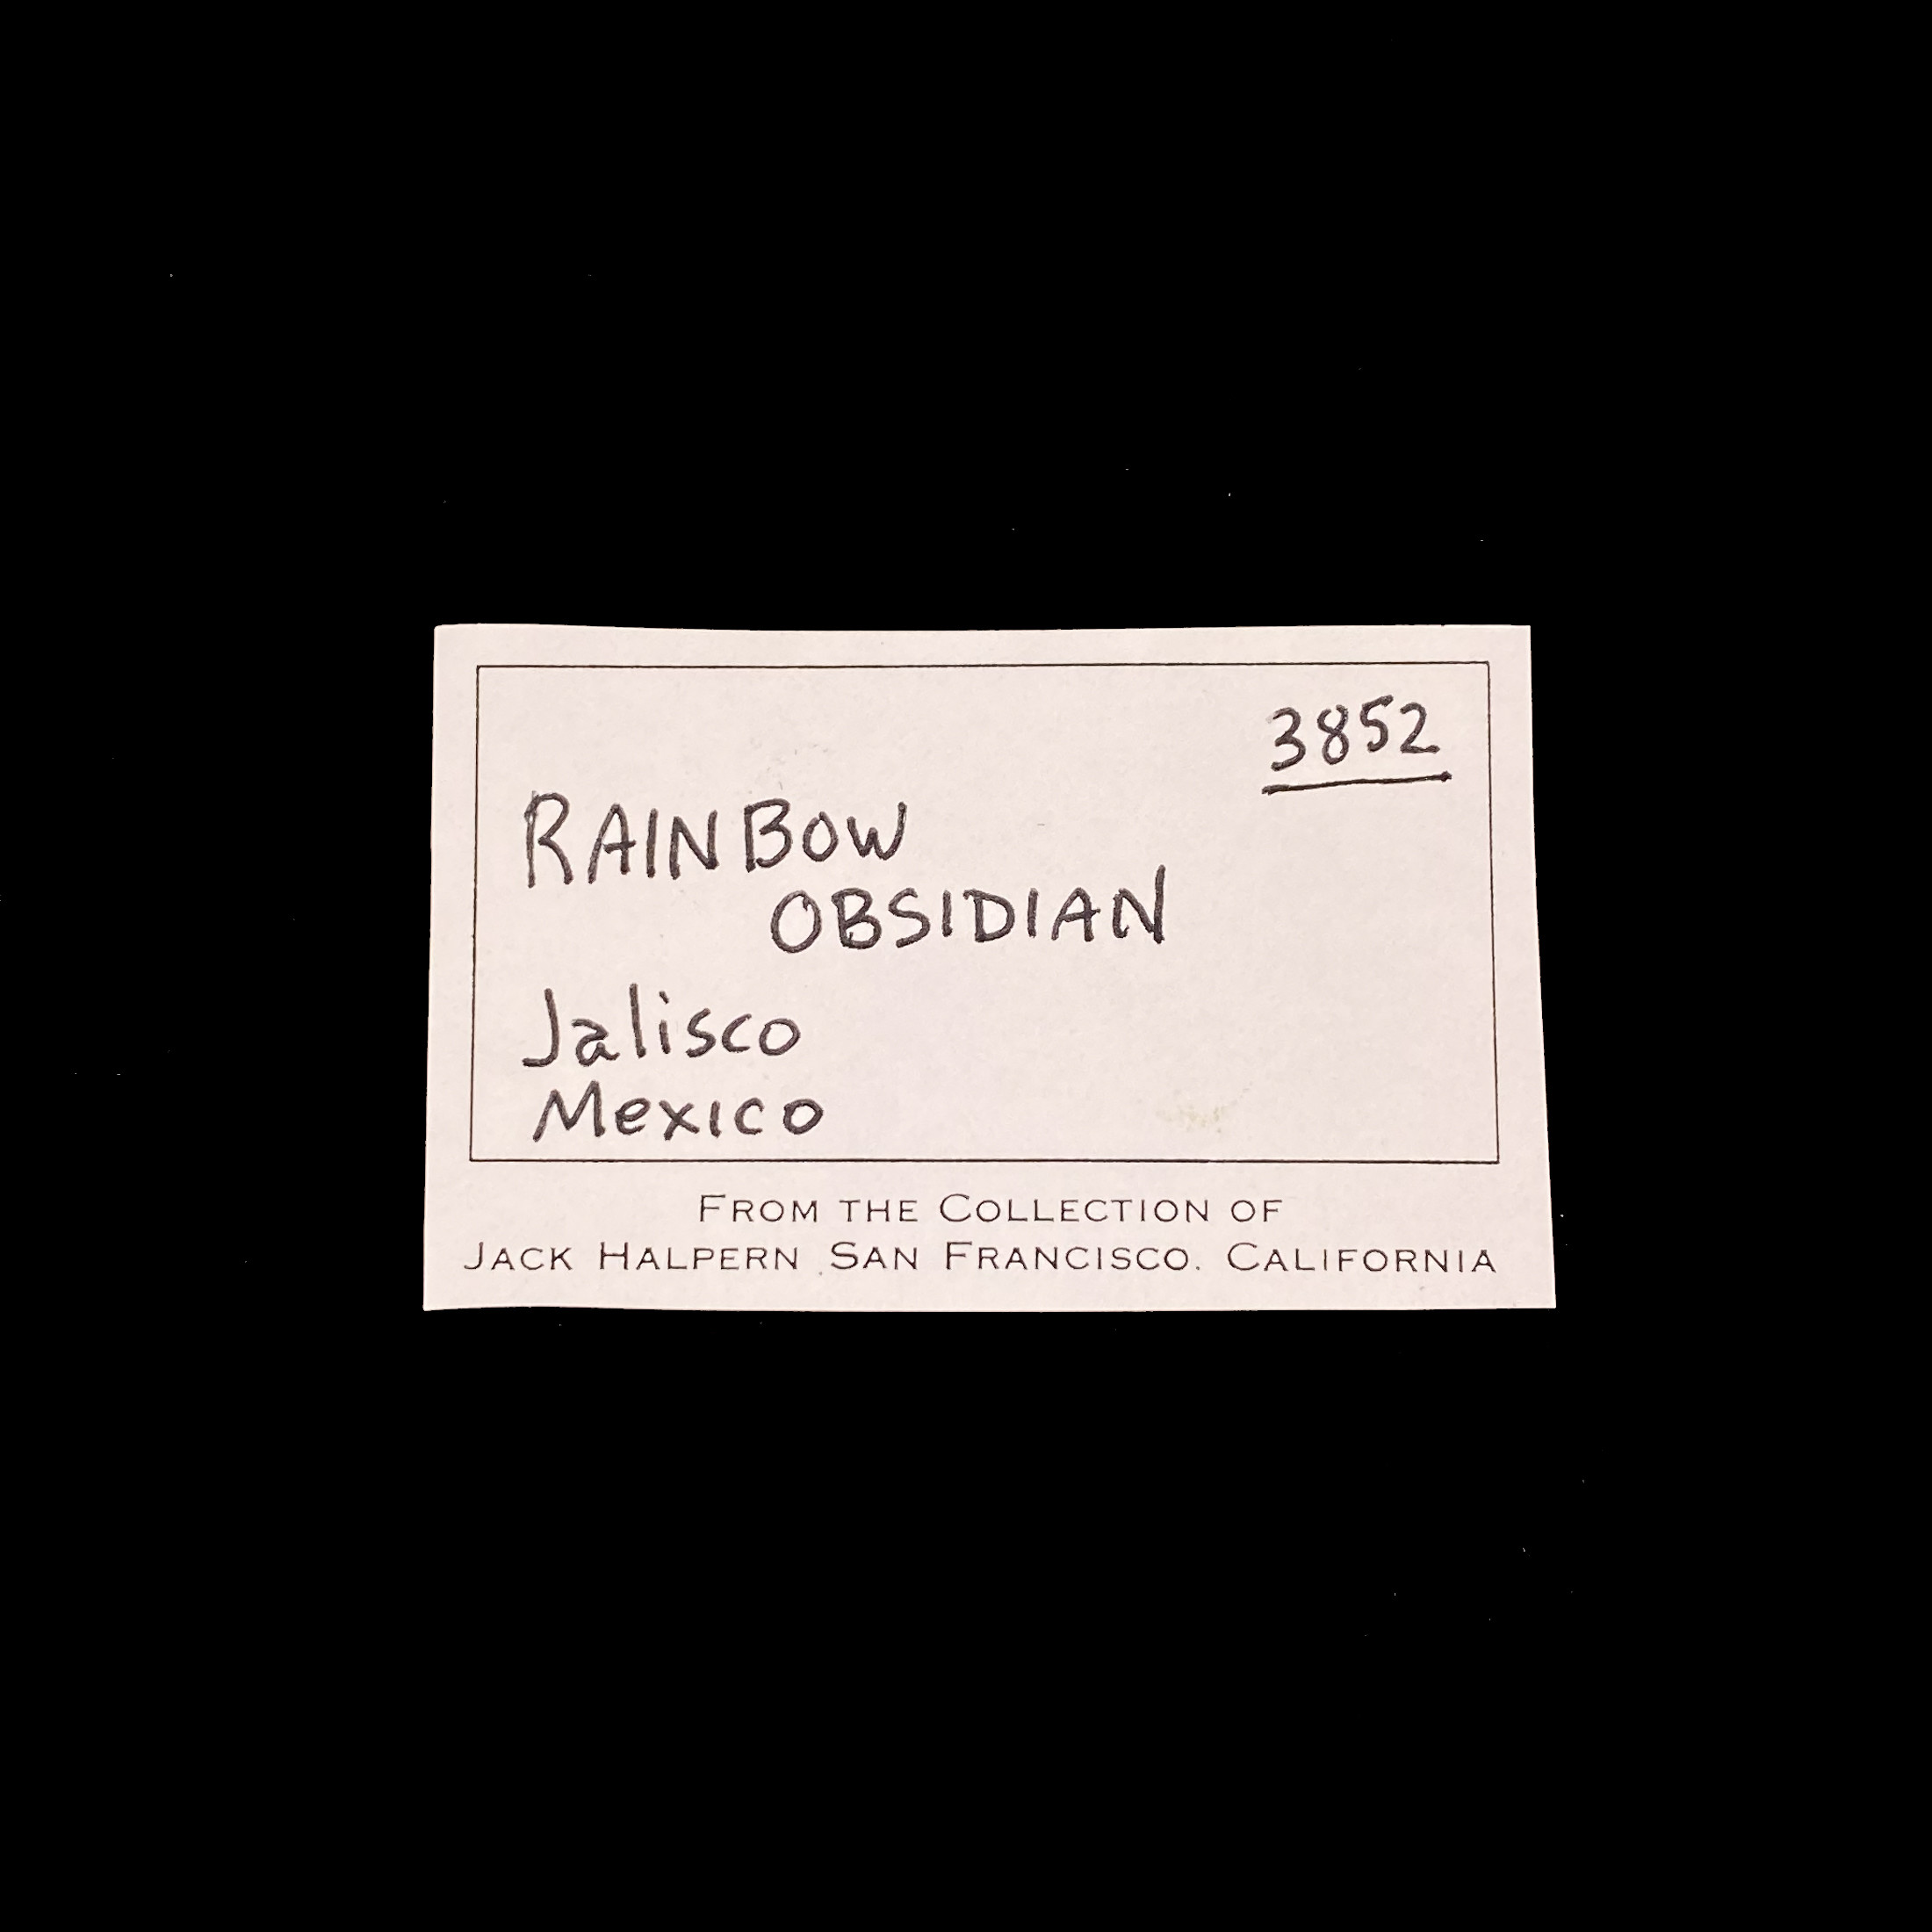 3852
RAINBOW
OBSIDIAN
Jalisco
Mexico
FROM THE COLLECTION OF
JACK HALPERN SAN FRANCISCO. CALIFORNIA